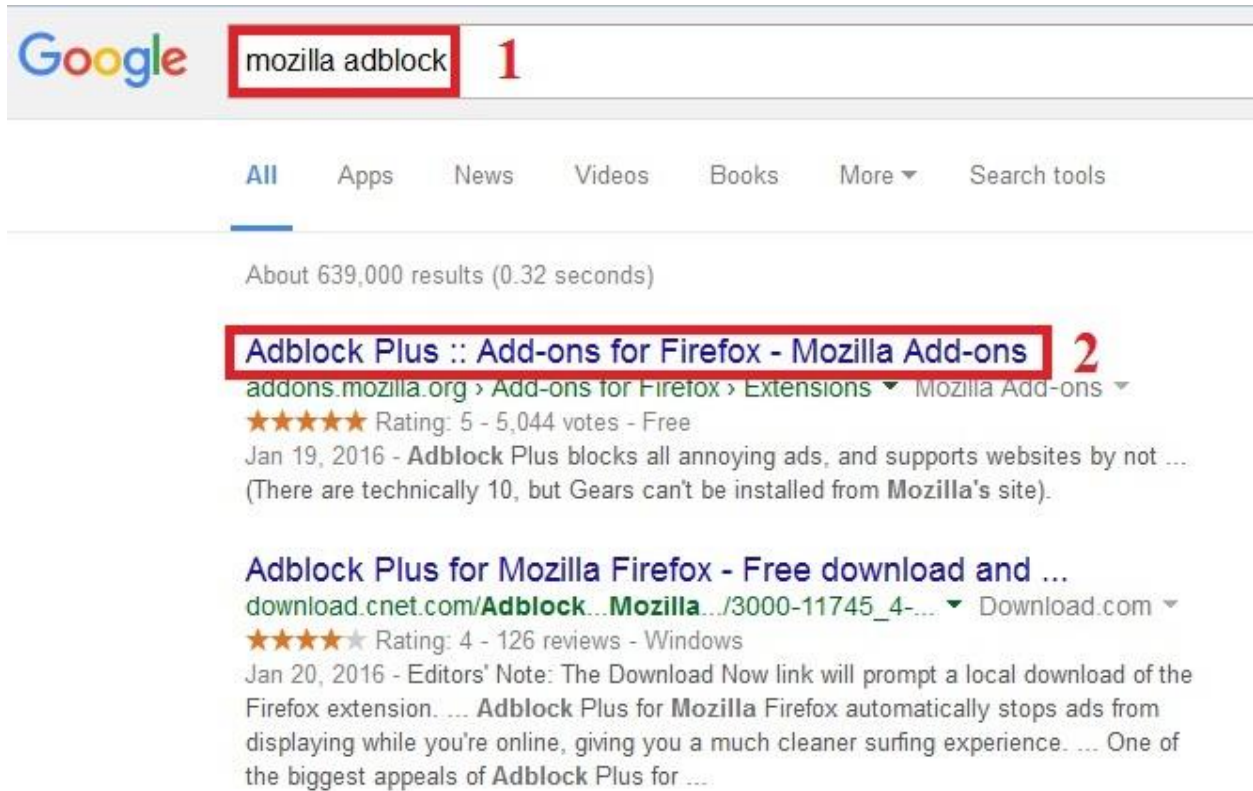 Google mozilla adblock 1
All Apps News Videos Books More Search tools
About 639,000 results (0.32 seconds)
Adblock Plus :: Add-ons for Firefox - Mozilla Add-ons 2
addons.mozilla.org › Add-ons for Firefox › Extensions Mozilla Add-ons
Rating: 5 - 5,044 votes - Free
Jan 19, 2016 - Adblock Plus blocks all annoying ads, and supports websites by not ...
(There are technically 10, but Gears can't be installed from Mozilla's site).
Adblock Plus for Mozilla Firefox - Free download and ...
download.cnet.com/Adblock...Mozilla.../3000-11745_4-... Download.com
Rating: 4 - 126 reviews - Windows
Jan 20, 2016 - Editors' Note: The Download Now link will prompt a local download of the
Firefox extension. ... Adblock Plus for Mozilla Firefox automatically stops ads from
displaying while you're online, giving you a much cleaner surfing experience. ... One of
the biggest appeals of Adblock Plus for ...